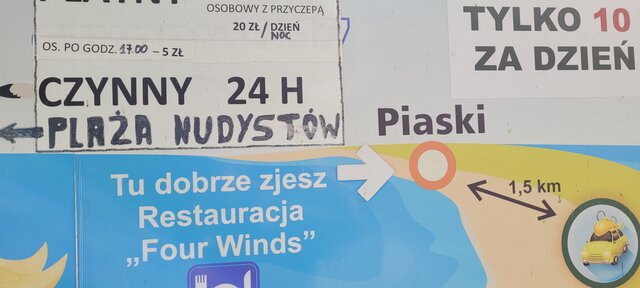 OSOBOWY Z PRZYCZEPĄ
20 ZŁ/DZIEŃ
NOC
OS. PO GODZ. 17.00 – 5 ZŁ
CZYNNY 24 H
PLAŻA NUDYSTÓW
TYLKO 10
ZA DZIEŃ
Piaski
1,5 km
Tu dobrze zjesz
Restauracja
„Four Winds”